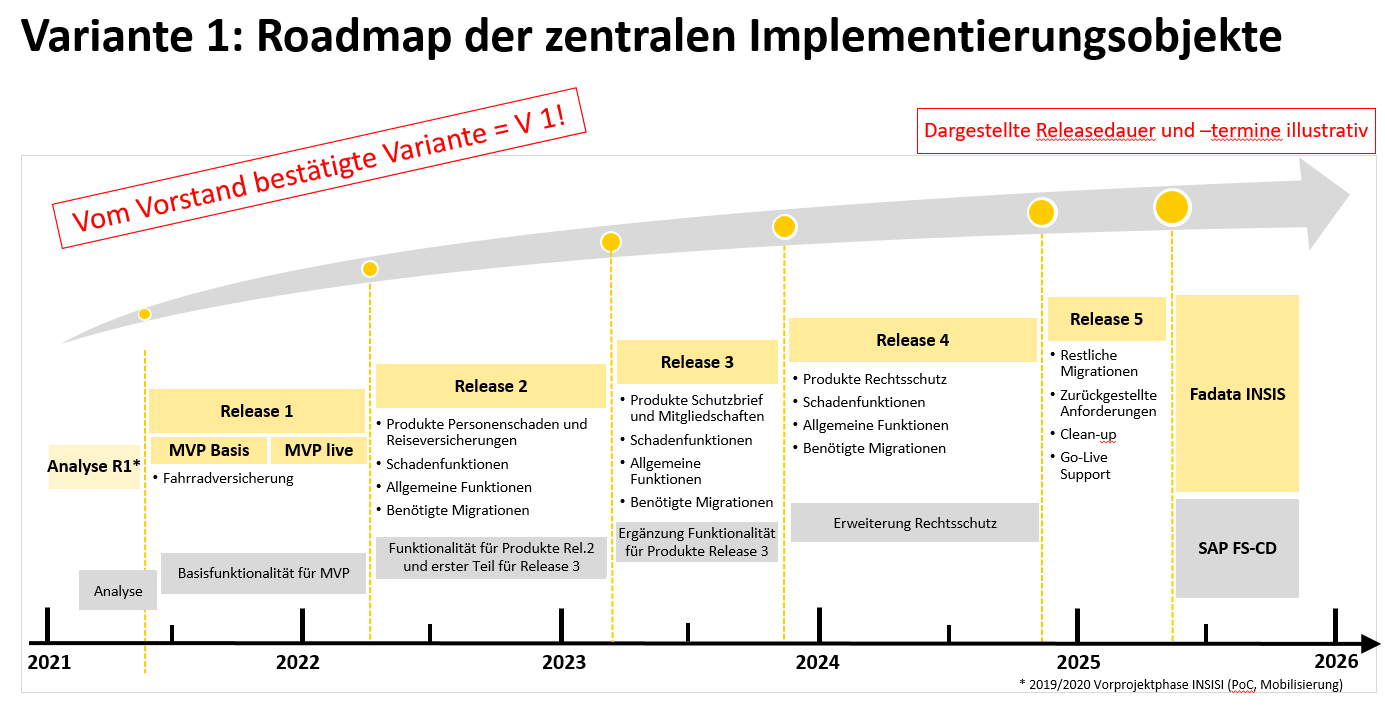 Variante 1: Roadmap der zentralen Implementierungsobjekte
Vom Vorstand bestätigte Variante = V 1!
Dargestellte Releasedauer und –termine illustrativ
Analyse R1*
Release 1
MVP Basis
MVP live
• Fahrradversicherung
Release 2
• Produkte Personenschaden und
Reiseversicherungen
• Schadenfunktionen
• Allgemeine Funktionen
• Benötigte Migrationen
Release 3
• Produkte Schutzbrief
und Mitgliedschaften
• Schadenfunktionen
• Allgemeine
Funktionen
• Benötigte Migrationen
Release 4
• Produkte Rechtsschutz
• Schadenfunktionen
• Allgemeine Funktionen
• Benötigte Migrationen
Release 5
• Restliche
Migrationen
• Zurückgestellte
Anforderungen
• Clean-up
• Go-Live
Support
Fadata INSIS
Analyse
Basisfunktionalität für MVP
Funktionalität für Produkte Rel.2
und erster Teil für Release 3
Ergänzung Funktionalität
für Produkte Release 3
Erweiterung Rechtsschutz
SAP FS-CD
2021
2022
2023
2024
2025
2026
* 2019/2020 Vorprojektphase INSISI (PoC, Mobilisierung)